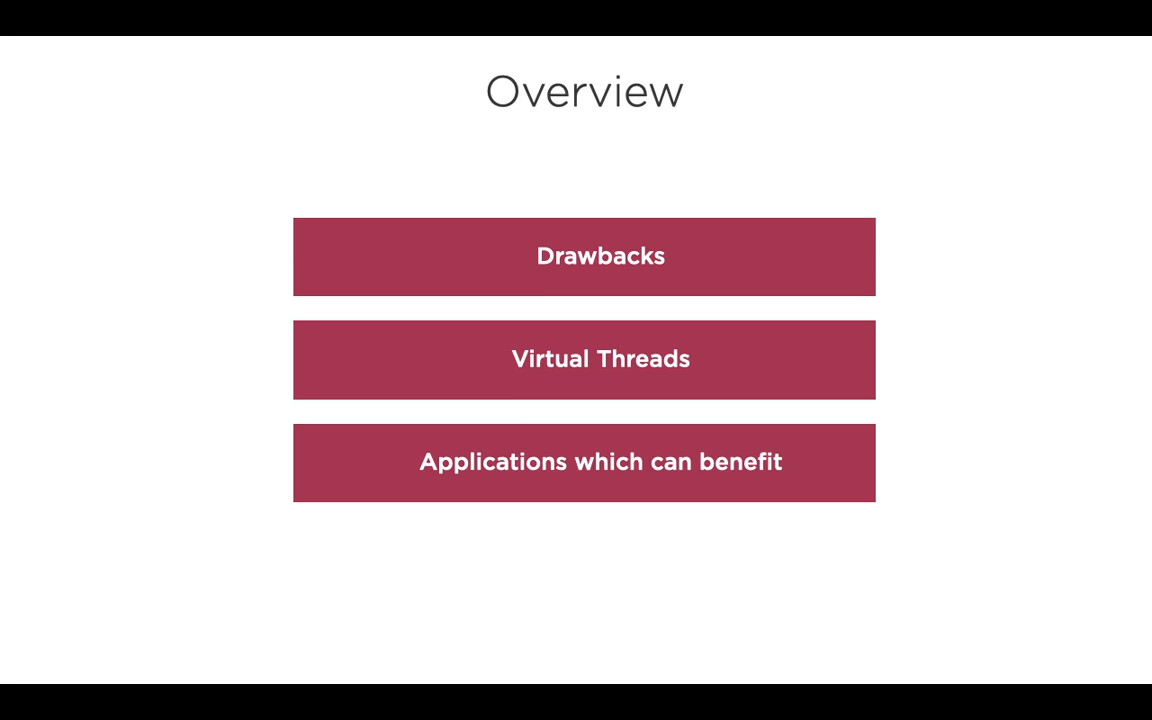 Overview
Drawbacks
Virtual Threads
Applications which can benefit